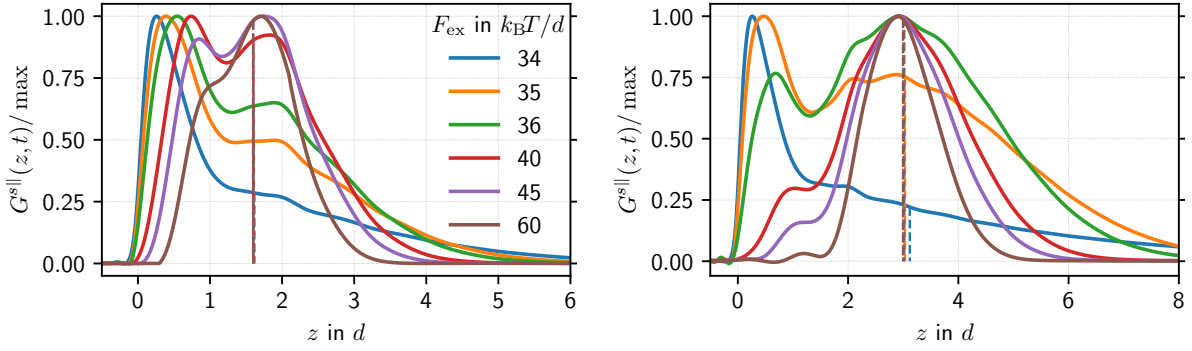 1.00
0.75
0.50
0.25
0.00
G^{s∥}(z, t)/ max
0 1 2 3 4 5 6
z in d
F_ex in k_BT/d
34
35
36
40
45
60
1.00
0.75
0.50
0.25
0.00
G^{s∥}(z, t)/ max
0 2 4 6 8
z in d